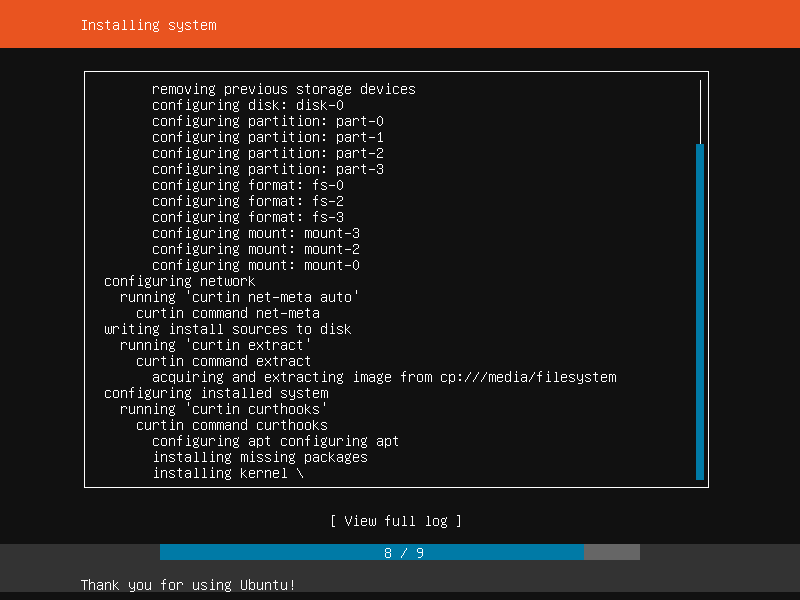 Installing system
removing previous storage devices
configuring disk: disk-0
configuring partition: part-0
configuring partition: part-1
configuring partition: part-2
configuring partition: part-3
configuring format: fs-0
configuring format: fs-2
configuring format: fs-3
configuring mount: mount-3
configuring mount: mount-2
configuring mount: mount-0
configuring network
running 'curtin net-meta auto'
curtin command net-meta
writing install sources to disk
running 'curtin extract'
curtin command extract
acquiring and extracting image from cp:///media/filesystem
configuring installed system
running 'curtin curthooks'
curtin command curthooks
configuring apt configuring apt
installing missing packages
installing kernel \
[ View full log ]
8 / 9
Thank you for using Ubuntu!